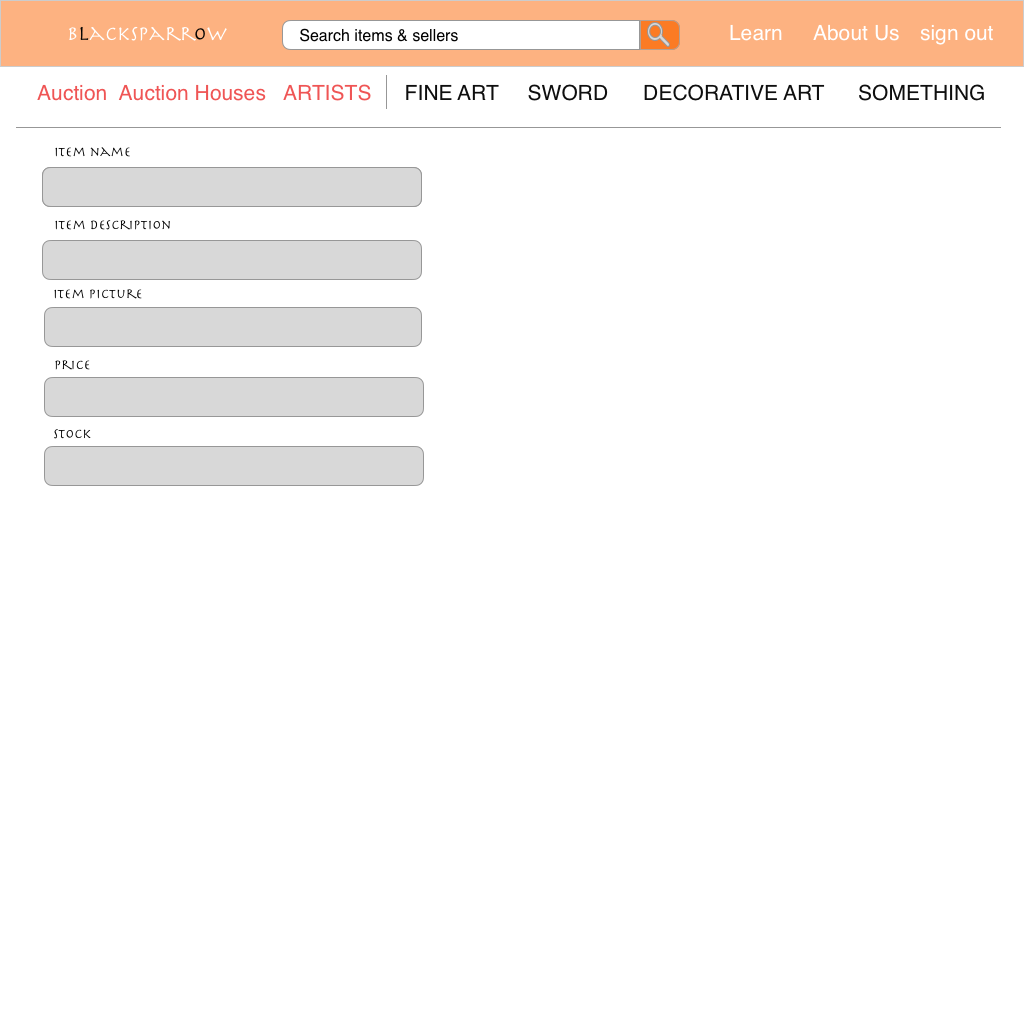 BLACKSPARROW
Search items & sellers
Learn
About Us
sign out
Auction
Auction Houses
ARTISTS
FINE ART
SWORD
DECORATIVE ART
SOMETHING
ITEM NAME
ITEM DESCRIPTION
ITEM PICTURE
PRICE
STOCK